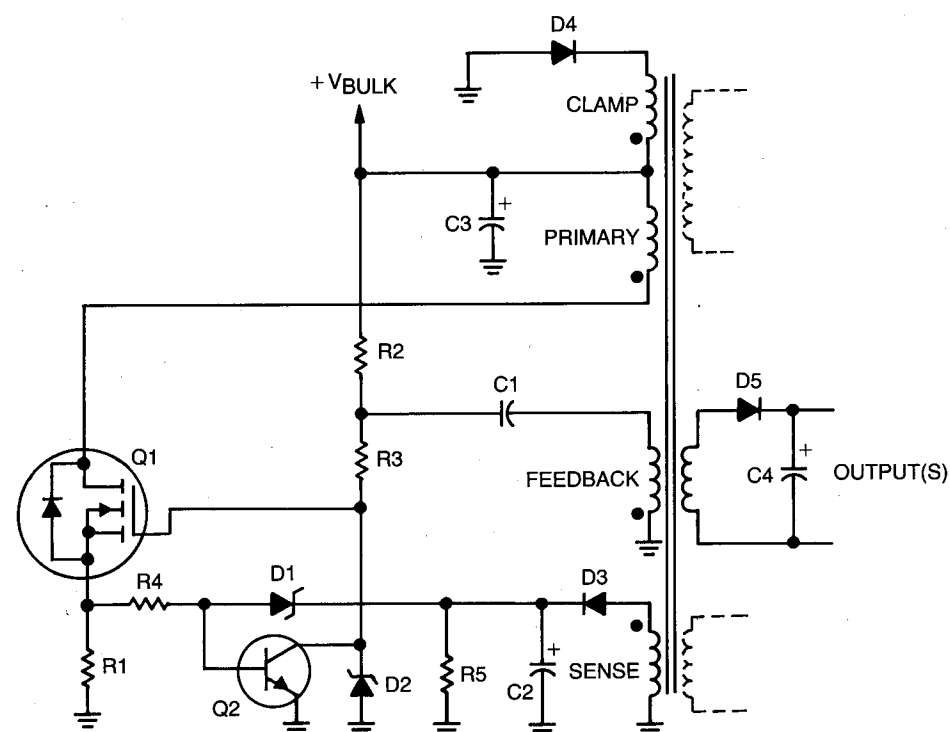 D4
+ VBULK
CLAMP
+
C3
PRIMARY
R2
C1
D5
Q1
R3
+
FEEDBACK
C4
OUTPUT(S)
R4
D1
D3
+
R1
D2
R5
C2
SENSE
Q2